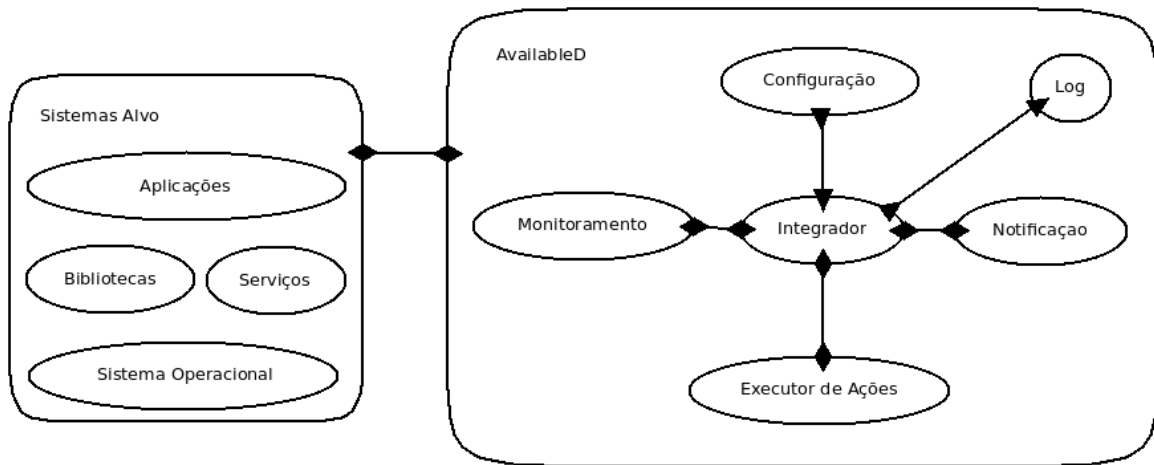 Sistemas Alvo
Aplicações
Bibliotecas
Serviços
Sistema Operacional
AvailableD
Configuração
Log
Monitoramento
Integrador
Notificaçao
Executor de Ações